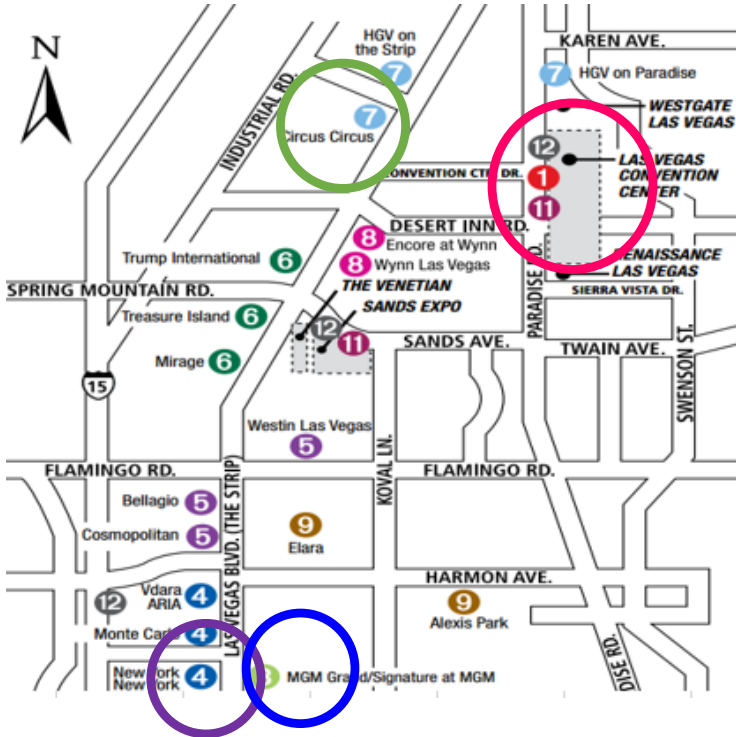 N
HGV on
the Strip
7
KAREN AVE.
7 HGV on Paradise
INDUSTRIAL RD.
7
Circus Circus
WESTGATE
LAS VEGAS
12
LAS VEGAS
CONVENTION
CENTER
CONVENTION CTR DR.
1
11
DESERT INN RD.
8
Encore at Wynn
8 Wynn Las Vegas
Trump International 6
RENAISSANCE
LAS VEGAS
THE VENETIAN
SPRING MOUNTAIN RD.
SIERRA VISTA DR.
PARADISE RD.
SANDS EXPO
Treasure Island 6
12
11
SANDS AVE.
TWAIN AVE.
Mirage 6
15
SWENSON ST.
Westin Las Vegas
5
KOVAL LN.
FLAMINGO RD.
FLAMINGO RD.
Bellagio 5
LAS VEGAS BLVD. (THE STRIP)
Cosmopolitan 5
9
Elara
HARMON AVE.
Vdara
ARIA 4
12
9
Alexis Park
Monte Carlo 4
DISE RD.
New York
New York 4
MGM Grand/Signature at MGM